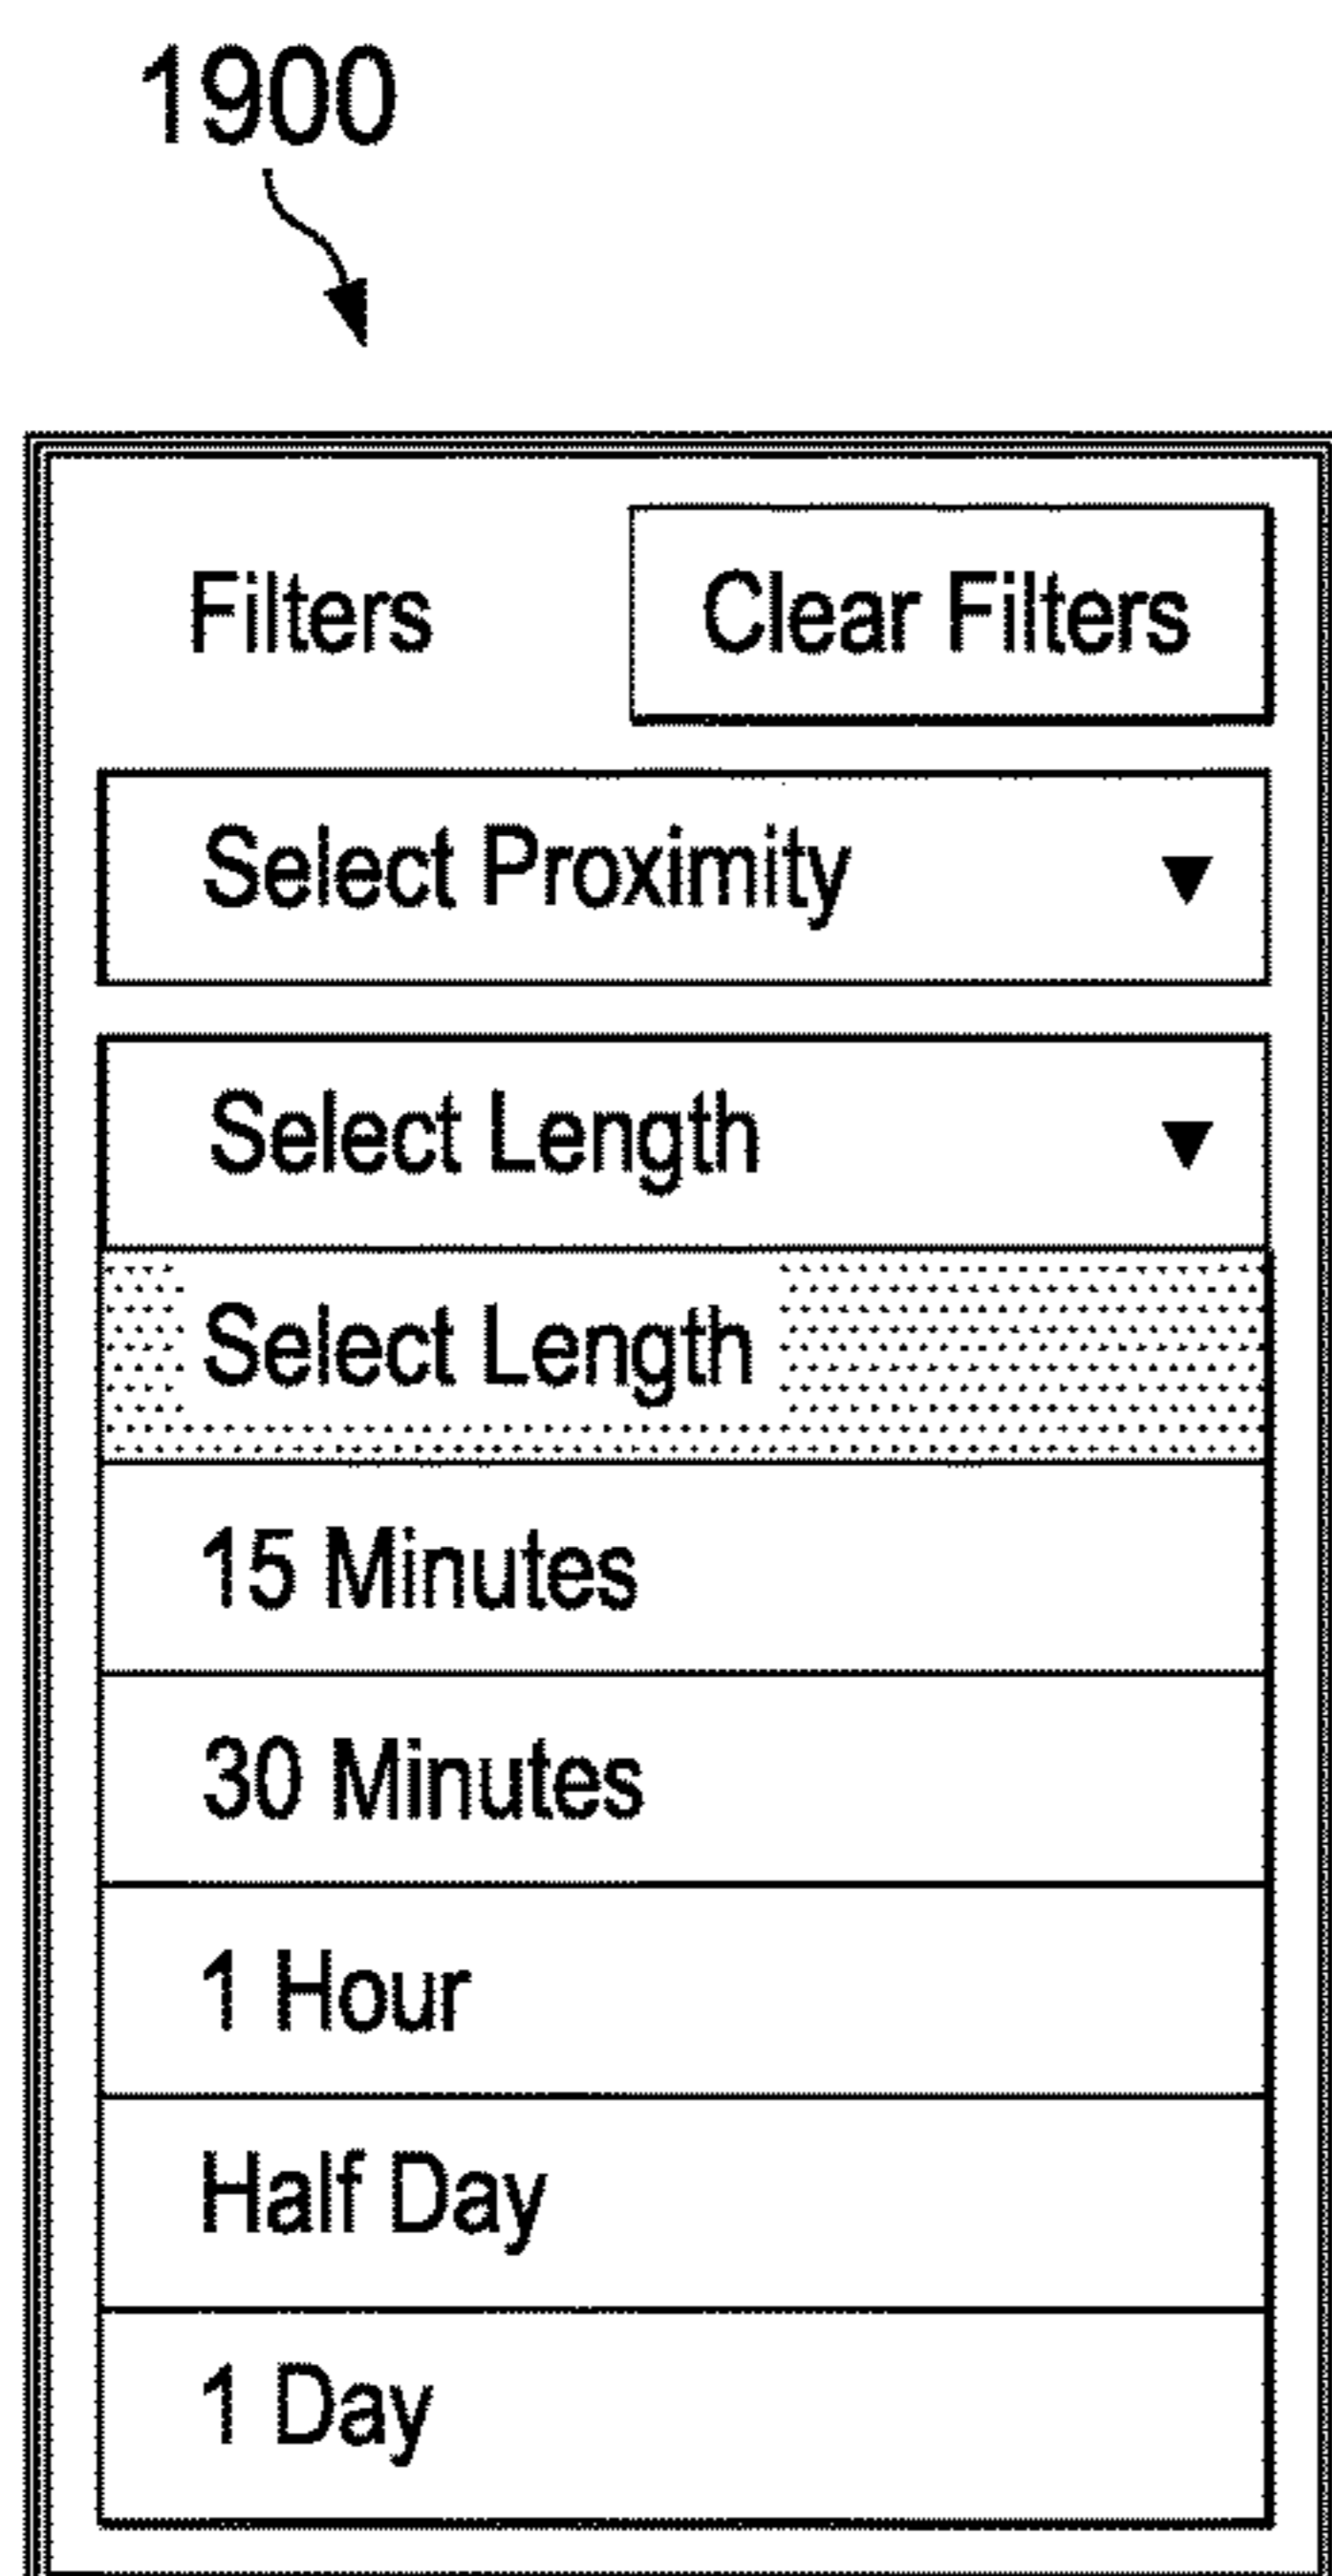 1900
Filters
Clear Filters
Select Proximity
Select Length
Select Length
15 Minutes
30 Minutes
1 Hour
Half Day
1 Day